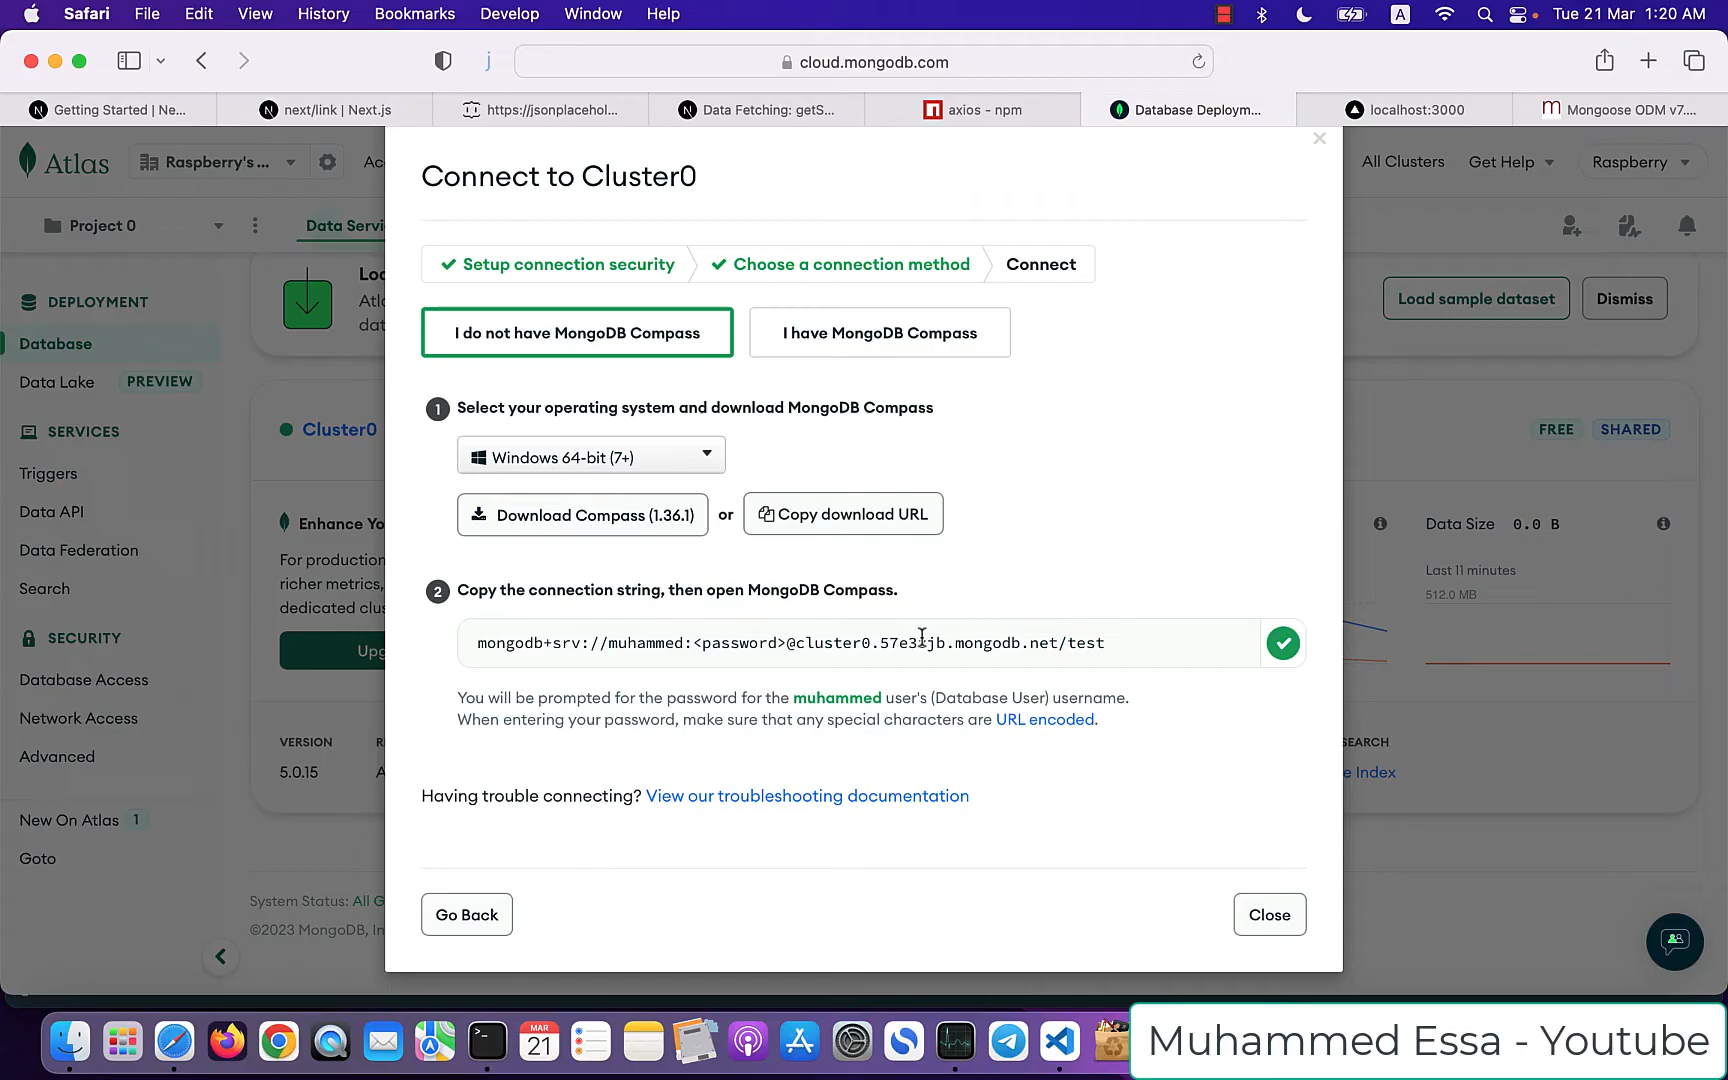 Safari File Edit View History Bookmarks Develop Window Help A Tue 21 Mar 1:20 AM
j cloud.mongodb.com
N Getting Started | Ne... N next/link | Next.js https://jsonplacehol... N Data Fetching: getS... n axios - npm Database Deploym... localhost:3000 m Mongoose ODM v7....
Atlas Raspberry's ... Ac All Clusters Get Help Raspberry
Project 0 Data Servi
Connect to Cluster0
Setup connection security Choose a connection method Connect
DEPLOYMENT
Database
Data Lake PREVIEW
SERVICES
Triggers
Data API
Data Federation
Search
SECURITY
Database Access
Network Access
Advanced
New On Atlas 1
Goto
Loa
Atla
dat
Load sample dataset Dismiss
Cluster0
FREE SHARED
Enhance Yo
For production
richer metrics,
dedicated clus
Upg
Data Size 0.0 B
Last 11 minutes
512.0 MB
VERSION
5.0.15
R
A
SEARCH
e Index
System Status: All G
©2023 MongoDB, In
I do not have MongoDB Compass I have MongoDB Compass
1 Select your operating system and download MongoDB Compass
Windows 64-bit (7+)
Download Compass (1.36.1) or Copy download URL
2 Copy the connection string, then open MongoDB Compass.
You will be prompted for the password for the muhammed user's (Database User) username.
When entering your password, make sure that any special characters are URL encoded.
Having trouble connecting? View our troubleshooting documentation
Go Back Close
MAR
21
Muhammed Essa - Youtube